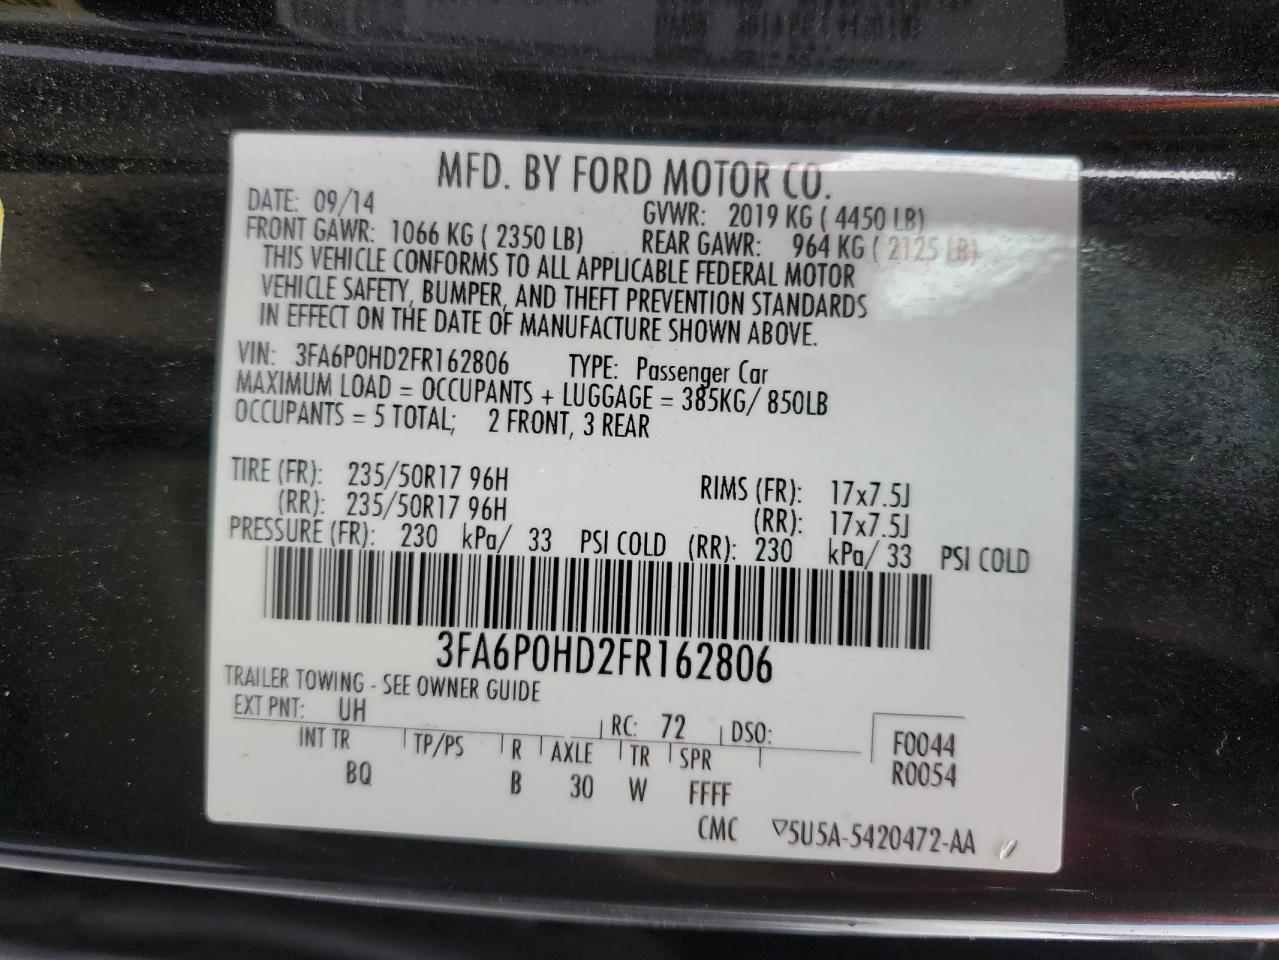 MFD. BY FORD MOTOR CO.
DATE: 09/14 GVWR: 2019 KG ( 4450 LB)
FRONT GAWR: 1066 KG ( 2350 LB) REAR GAWR: 964 KG ( 2125 LB)
THIS VEHICLE CONFORMS TO ALL APPLICABLE FEDERAL MOTOR
VEHICLE SAFETY, BUMPER, AND THEFT PREVENTION STANDARDS
IN EFFECT ON THE DATE OF MANUFACTURE SHOWN ABOVE.
VIN: 3FA6P0HD2FR162806 TYPE: Passenger Car
MAXIMUM LOAD = OCCUPANTS + LUGGAGE = 385KG/ 850LB
OCCUPANTS = 5 TOTAL; 2 FRONT, 3 REAR
TIRE (FR): 235/50R17 96H RIMS (FR): 17x7.5J
(RR): 235/50R17 96H (RR): 17x7.5J
PRESSURE (FR): 230 kPa/ 33 PSI COLD (RR): 230 kPa/ 33 PSI COLD
3FA6P0HD2FR162806
TRAILER TOWING - SEE OWNER GUIDE
EXT PNT: UH RC: 72 DSO: F0044
INT TR TP/PS R AXLE TR SPR R0054
BQ B 30 W FFFF
CMC ▽5U5A-5420472-AA